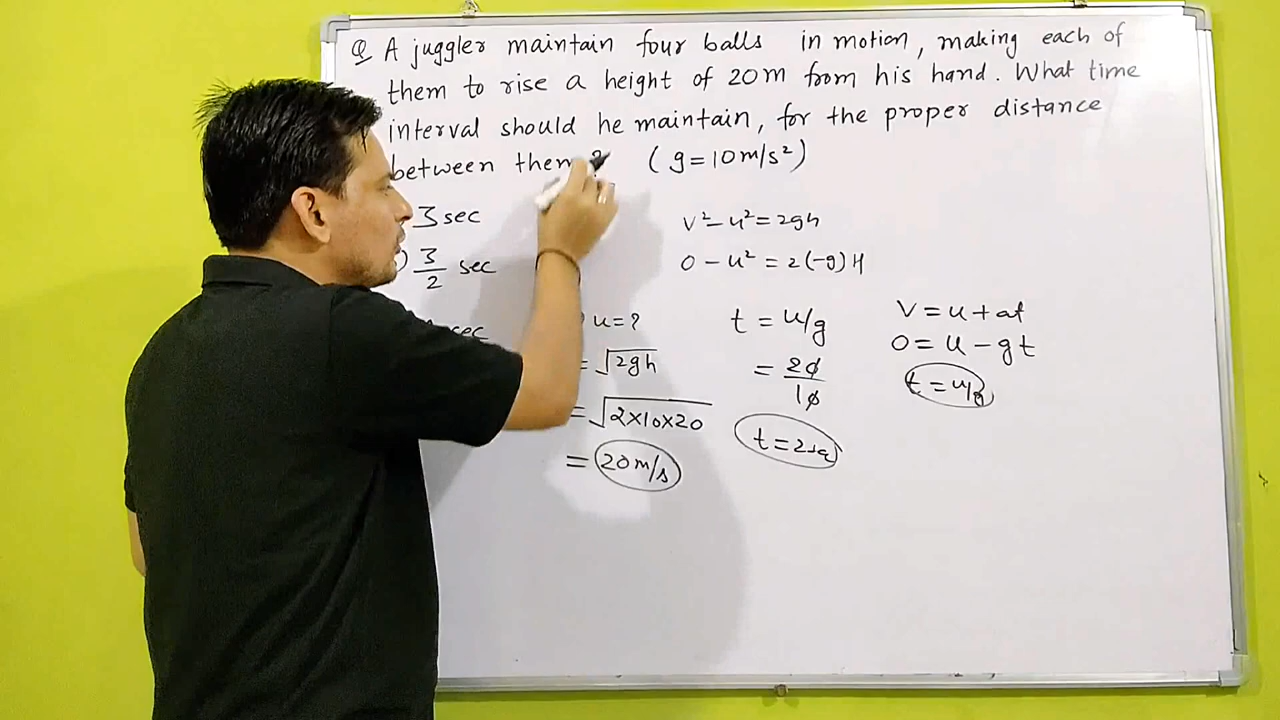 Q A juggler maintain four balls in motion, making each of
them to rise a height of 20m from his hand. What time
interval should he maintain, for the proper distance
between them ? ( g = 10 m/s² )
3 sec
) 3/2 sec
sec
v² - u² = 2gh
0 - u² = 2(-g) H
u = ?
= √2gh
= √2×10×20
= 20 m/s
t = u/g
= 20/10
t = 2 sec
v = u + at
0 = u - gt
t = u/g